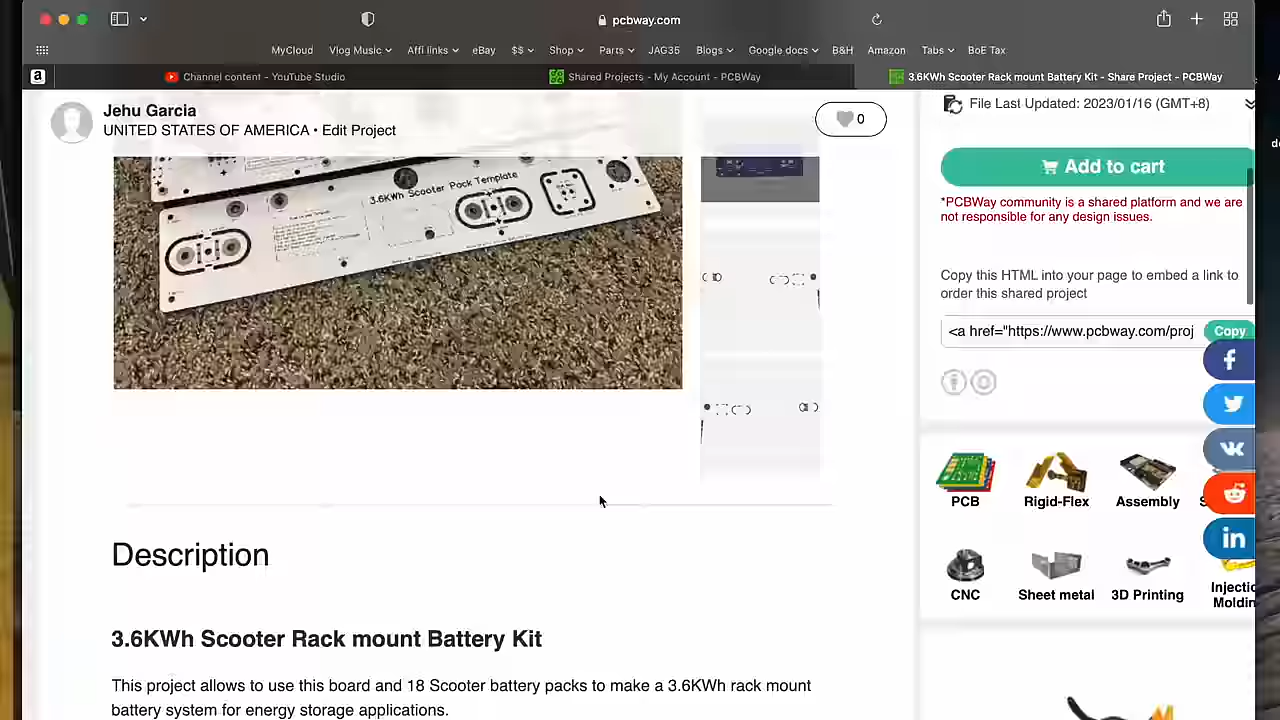 pcbway.com
MyCloud
Vlog Music
Affi links
eBay
$$
Shop
Parts
JAG35
Blogs
Google docs
B&H
Amazon
Tabs
BoE Tax
a
Channel content - YouTube Studio
Shared Projects - My Account - PCBWay
3.6KWh Scooter Rack mount Battery Kit - Share Project - PCBWay
Jehu Garcia
UNITED STATES OF AMERICA • Edit Project
0
3.6KWh Scooter Pack Template
File Last Updated: 2023/01/16 (GMT+8)
Add to cart
*PCBWay community is a shared platform and we are
not responsible for any design issues.
Copy this HTML into your page to embed a link to
order this shared project
<a href="https://www.pcbway.com/proj
Copy
PCB
Rigid-Flex
Assembly
CNC
Sheet metal
3D Printing
Injectio
Moldin
Description
3.6KWh Scooter Rack mount Battery Kit
This project allows to use this board and 18 Scooter battery packs to make a 3.6KWh rack mount
battery system for energy storage applications.